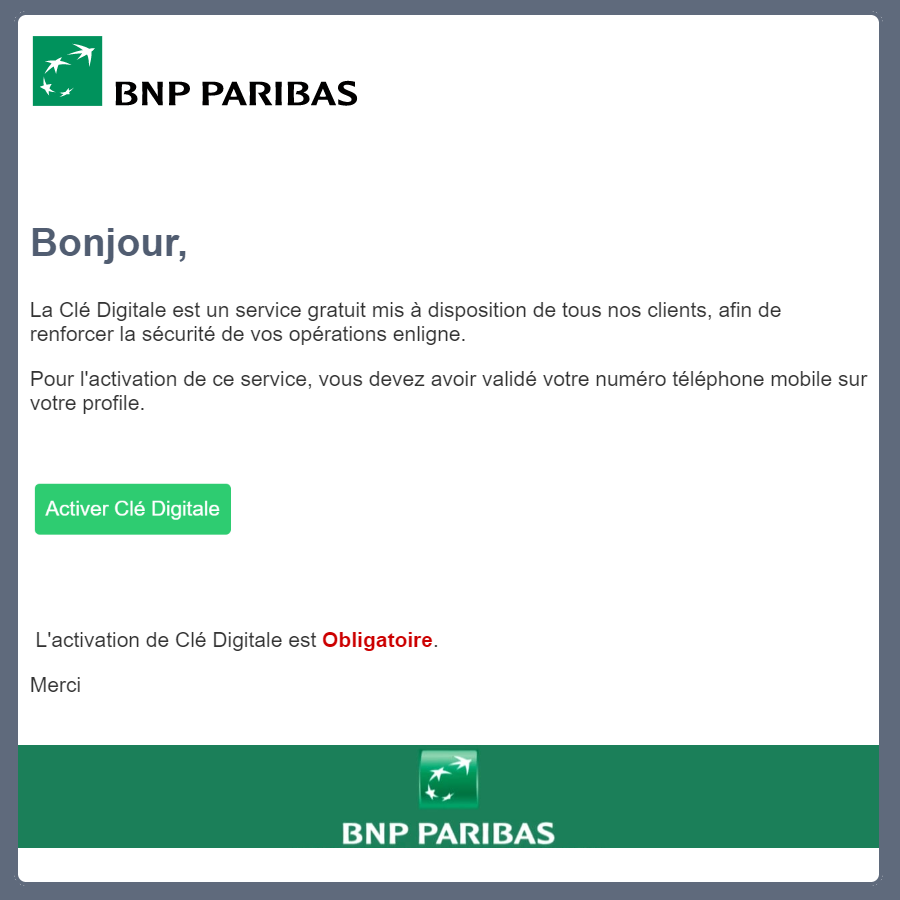 BNP PARIBAS
Bonjour,
La Clé Digitale est un service gratuit mis à disposition de tous nos clients, afin de
renforcer la sécurité de vos opérations enligne.
Pour l'activation de ce service, vous devez avoir validé votre numéro téléphone mobile sur
votre profile.
Activer Clé Digitale
L'activation de Clé Digitale est Obligatoire.
Merci
BNP PARIBAS